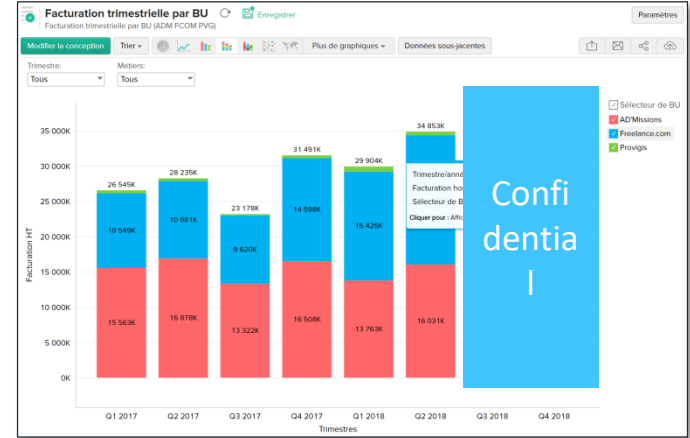 Facturation trimestrielle par BU
Enregistrer
Paramètres
Facturation trimestrielle par BU (ADM FCOM PVG)
Modifier la conception
Trier
Plus de graphiques
Données sous-jacentes
Trimestre:
Métiers:
Tous
Tous
Sélecteur de BU
AD'Missions
Freelance.com
Provigis
Facturation HT
35 000K
30 000K
25 000K
20 000K
15 000K
10 000K
5 000K
0K
26 545K
10 549K
15 563K
28 235K
10 981K
16 878K
23 178K
9 620K
13 322K
31 491K
14 598K
16 508K
29 904K
15 425K
13 763K
34 853K
16 031K
Trimestre/anné
Facturation ho
Sélecteur de B
Cliquer pour : Affic
Confi
dentia
l
Q1 2017
Q2 2017
Q3 2017
Q4 2017
Q1 2018
Q2 2018
Q3 2018
Q4 2018
Trimestres